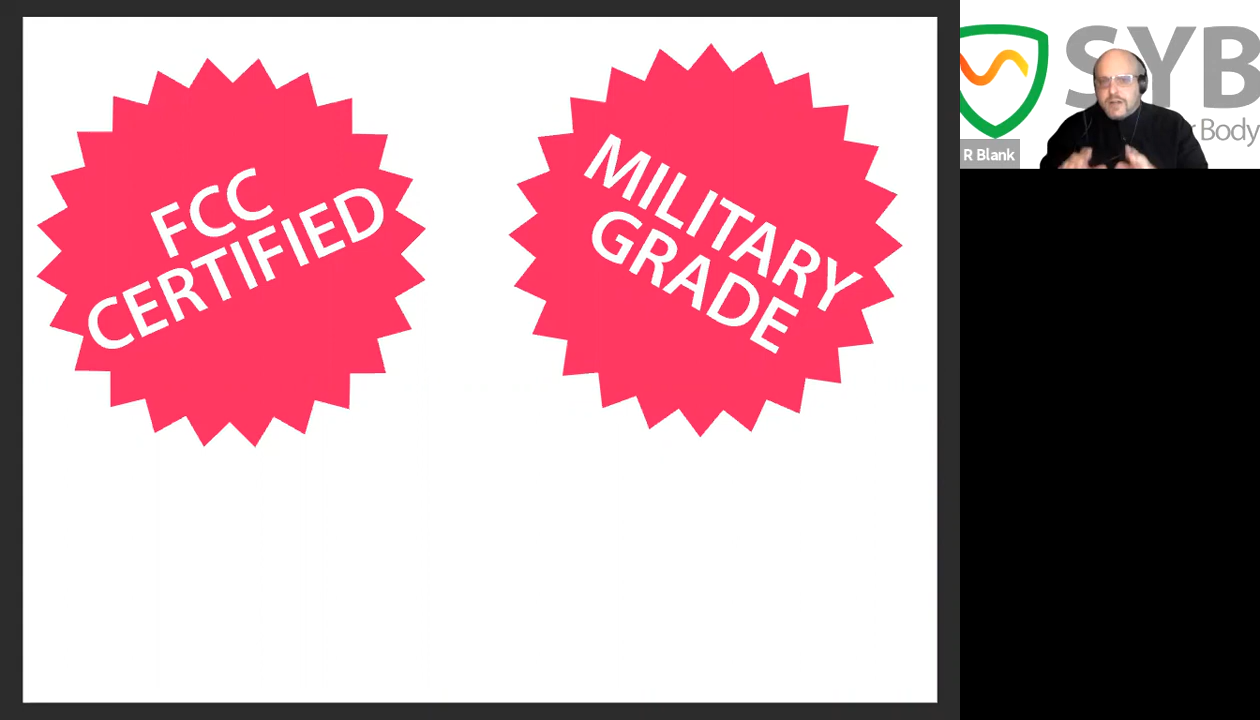 FCC
CERTIFIED
MILITARY
GRADE
SYB
r Body
R Blank